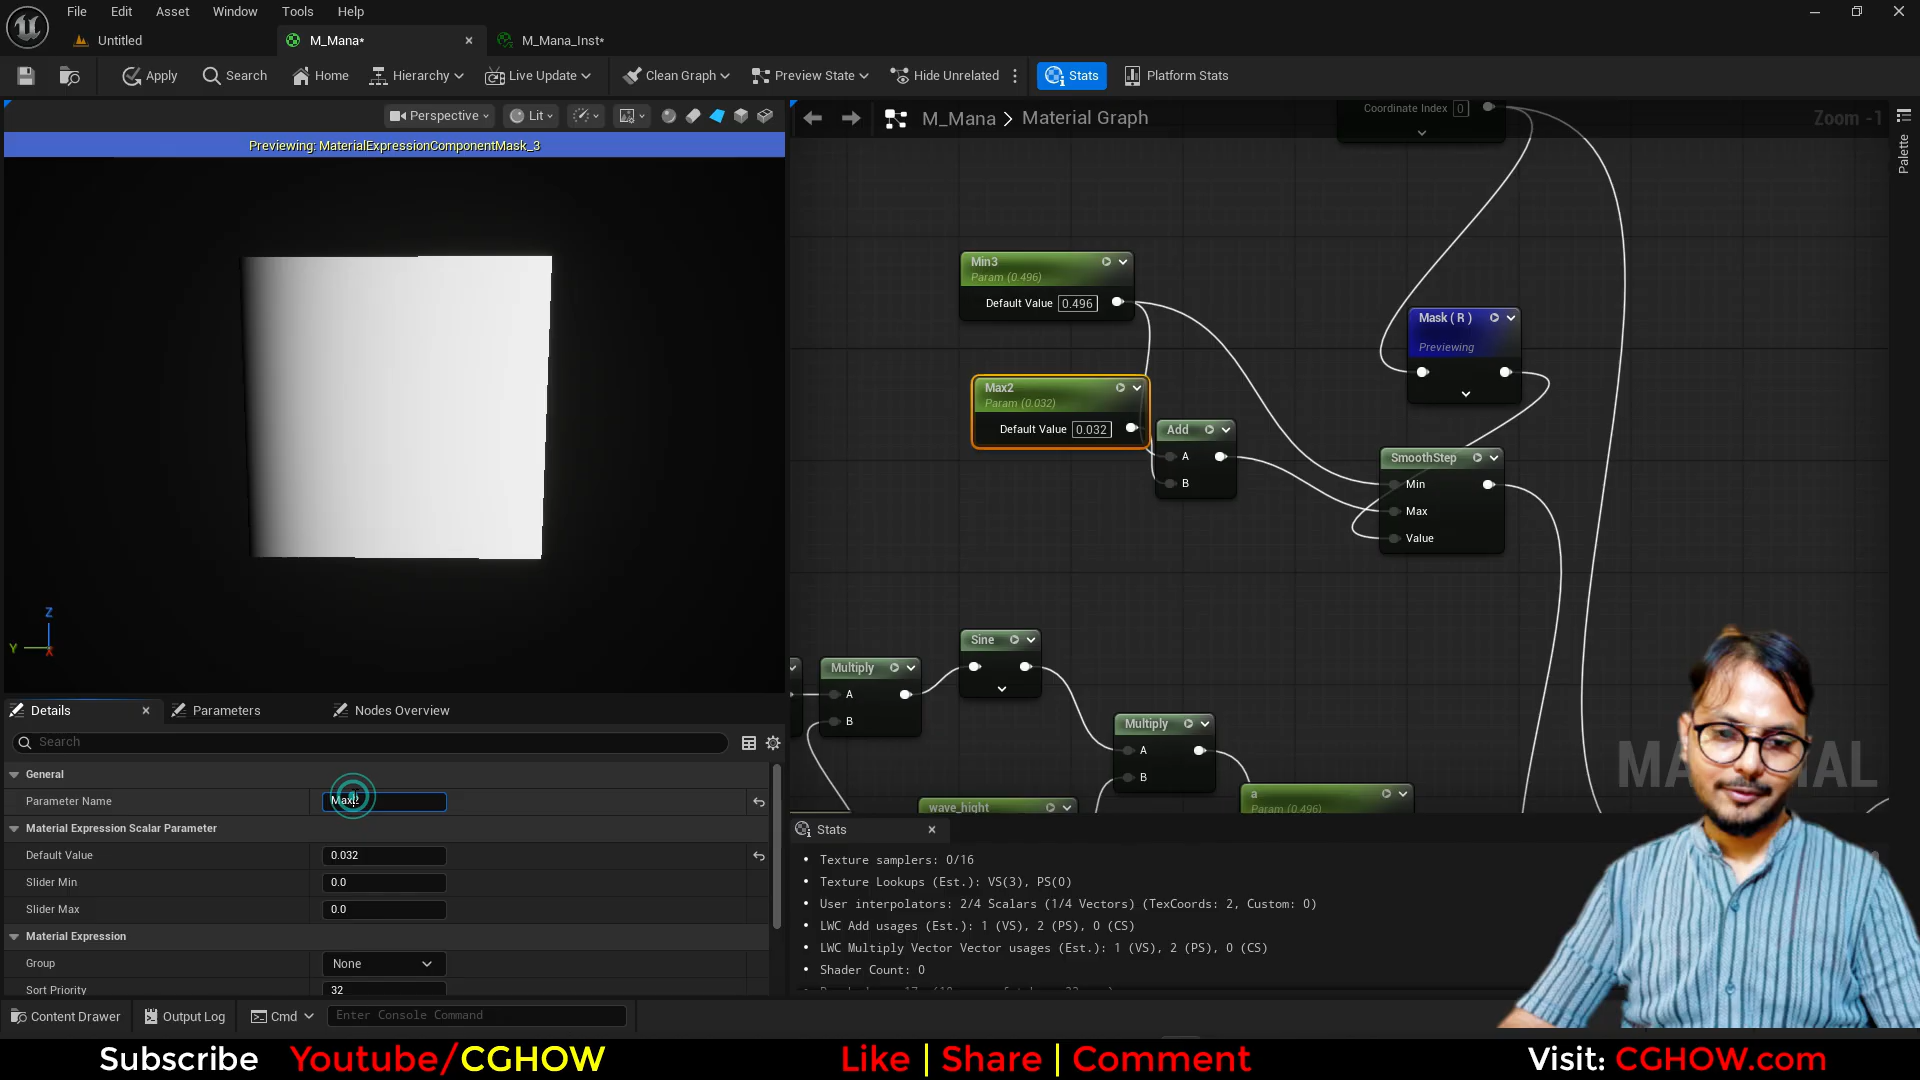 File Edit Asset Window Tools Help
Untitled
M_Mana*
M_Mana_Inst*
Apply
Search
Home
Hierarchy
Live Update
Clean Graph
Preview State
Hide Unrelated
Stats
Platform Stats
Perspective
Lit
Previewing: MaterialExpressionComponentMask_3
M_Mana > Material Graph
Zoom -1
Palette
Coordinate Index 0
Min3
Param (0.496)
Default Value 0.496
Max2
Param (0.032)
Default Value 0.032
Add
A
B
Mask ( R )
Previewing
SmoothStep
Min
Max
Value
Sine
Multiply
A
B
Multiply
A
B
wave_hight
a
Param (0.496)
Z
Y
X
Details
Parameters
Nodes Overview
Search
General
Parameter Name Max2
Material Expression Scalar Parameter
Default Value 0.032
Slider Min 0.0
Slider Max 0.0
Material Expression
Group None
Sort Priority 32
Stats
• Texture samplers: 0/16
• Texture Lookups (Est.): VS(3), PS(0)
• User interpolators: 2/4 Scalars (1/4 Vectors) (TexCoords: 2, Custom: 0)
• LWC Add usages (Est.): 1 (VS), 2 (PS), 0 (CS)
• LWC Multiply Vector Vector usages (Est.): 1 (VS), 2 (PS), 0 (CS)
• Shader Count: 0
Content Drawer
Output Log
Cmd
Enter Console Command
Subscribe Youtube/CGHOW
Like | Share | Comment
Visit: CGHOW.com